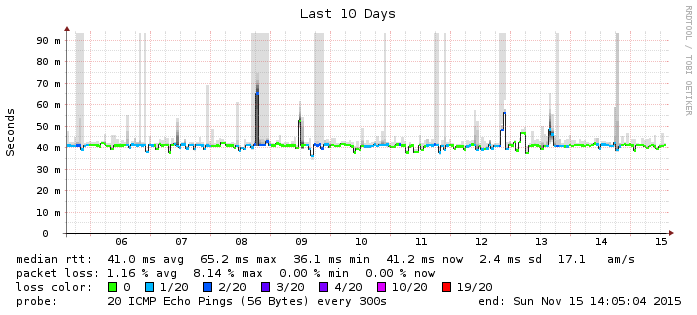 Last 10 Days
RRDTOOL / TOBI OETIKER
Seconds
90 m
80 m
70 m
60 m
50 m
40 m
30 m
20 m
10 m
0
06 07 08 09 10 11 12 13 14 15
median rtt: 41.0 ms avg 65.2 ms max 36.1 ms min 41.2 ms now 2.4 ms sd 17.1 am/s
packet loss: 1.16 % avg 8.14 % max 0.00 % min 0.00 % now
loss color: 0 1/20 2/20 3/20 4/20 10/20 19/20
probe: 20 ICMP Echo Pings (56 Bytes) every 300s end: Sun Nov 15 14:05:04 2015